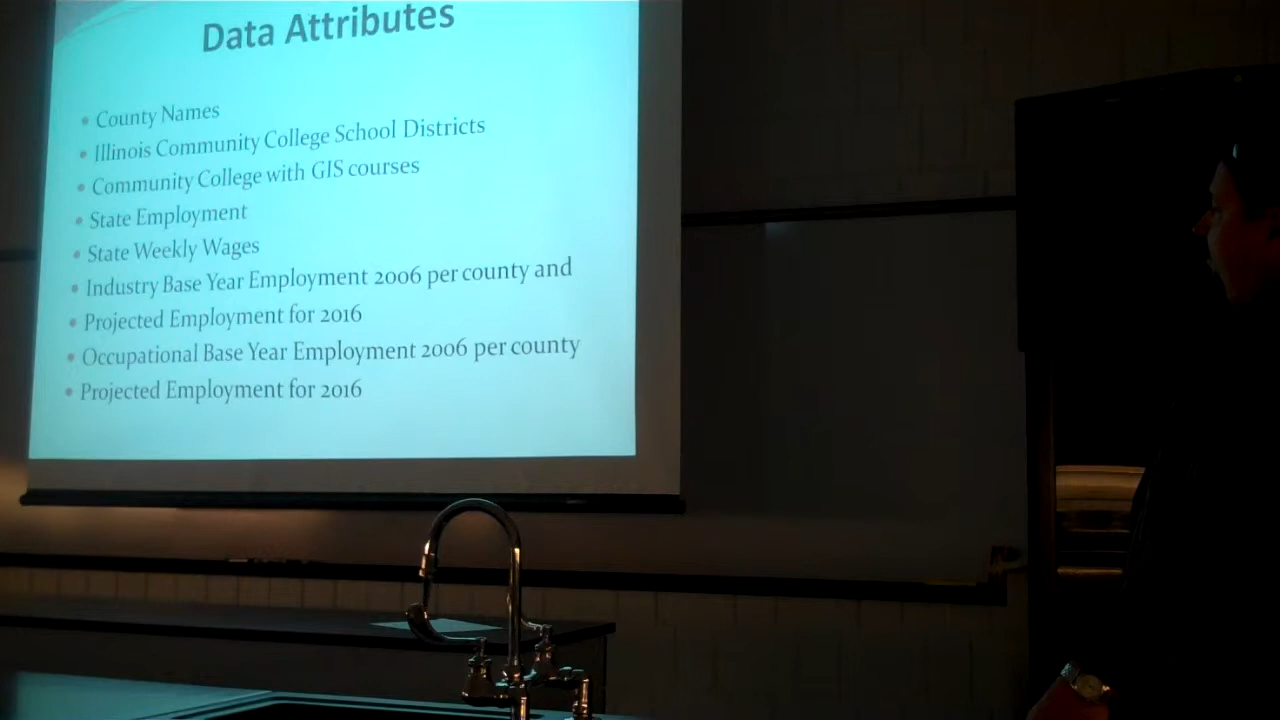 Data Attributes
• County Names
• Illinois Community College School Districts
• Community College with GIS courses
• State Employment
• State Weekly Wages
• Industry Base Year Employment 2006 per county and
• Projected Employment for 2016
• Occupational Base Year Employment 2006 per county
• Projected Employment for 2016